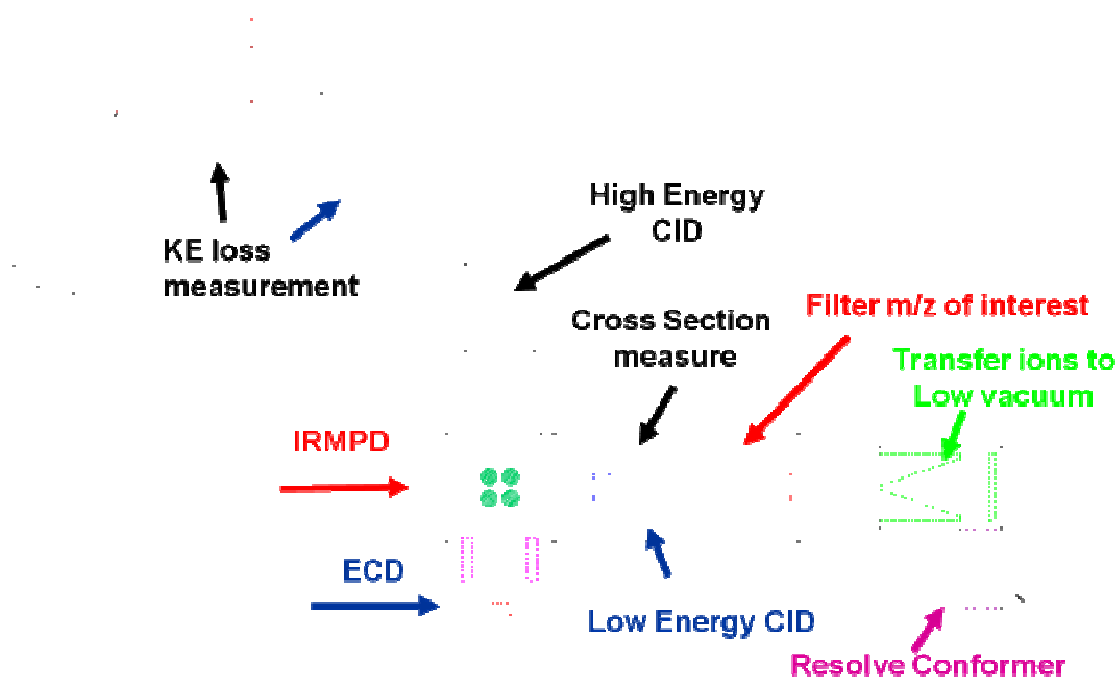 High Energy
CID
KE loss
measurement
Cross Section
measure
Filter m/z of interest
Transfer ions to
Low vacuum
IRMPD
ECD
Low Energy CID
Resolve Conformer